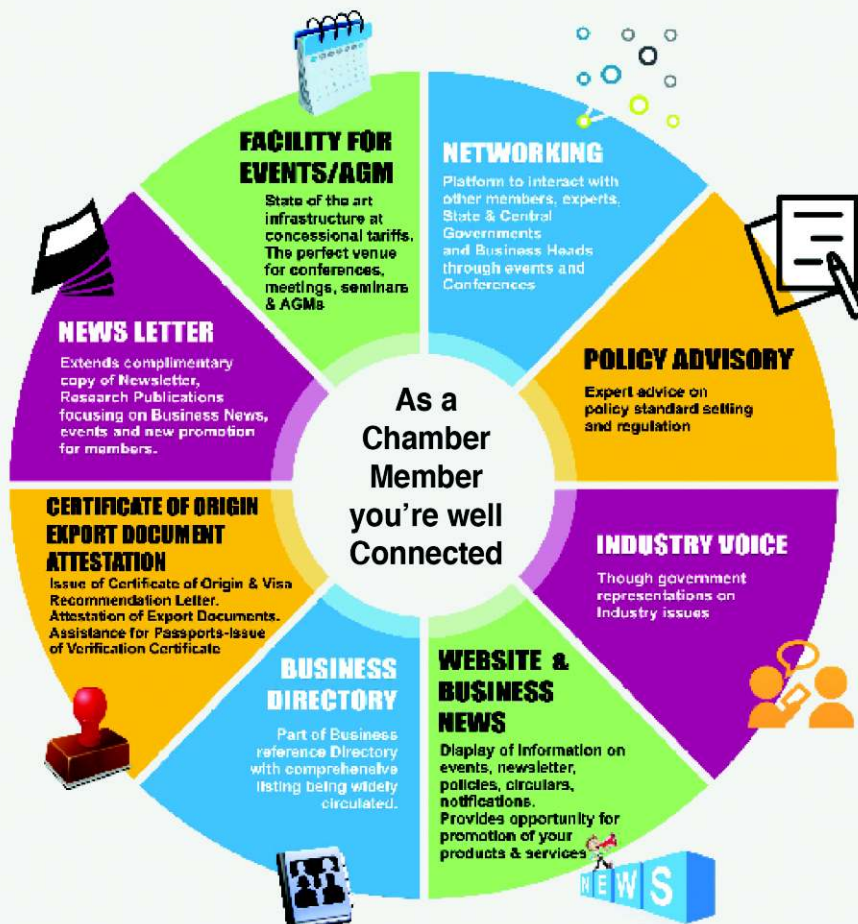 FACILITY FOR
EVENTS/AGM
State of the art
infrastructure at
concessional tariffs.
The perfect venue
for conferences,
meetings, seminars
& AGMs
NETWORKING
Platform to interact with
other members, experts,
State & Central
Governments
and Business Heads
through events and
Conferences
POLICY ADVISORY
Expert advice on
policy standard setting
and regulation
INDUSTRY VOICE
Though government
representations on
Industry issues
WEBSITE &
BUSINESS
NEWS
Display of Information on
events, newsletter,
policies, circulars,
notifications.
Provides opportunity for
promotion of your
products & services
NEWS
BUSINESS
DIRECTORY
Part of Business
reference Directory
with comprehensive
listing being widely
circulated.
CERTIFICATE OF ORIGIN
EXPORT DOCUMENT
ATTESTATION
Issue of Certificate of Origin & Visa
Recommendation Letter.
Attestation of Export Documents.
Assistance for Passports-Issue
of Verification Certificate
NEWS LETTER
Extends complimentary
copy of Newsletter,
Research Publications
focusing on Business News,
events and new promotion
for members.
As a
Chamber
Member
you're well
Connected